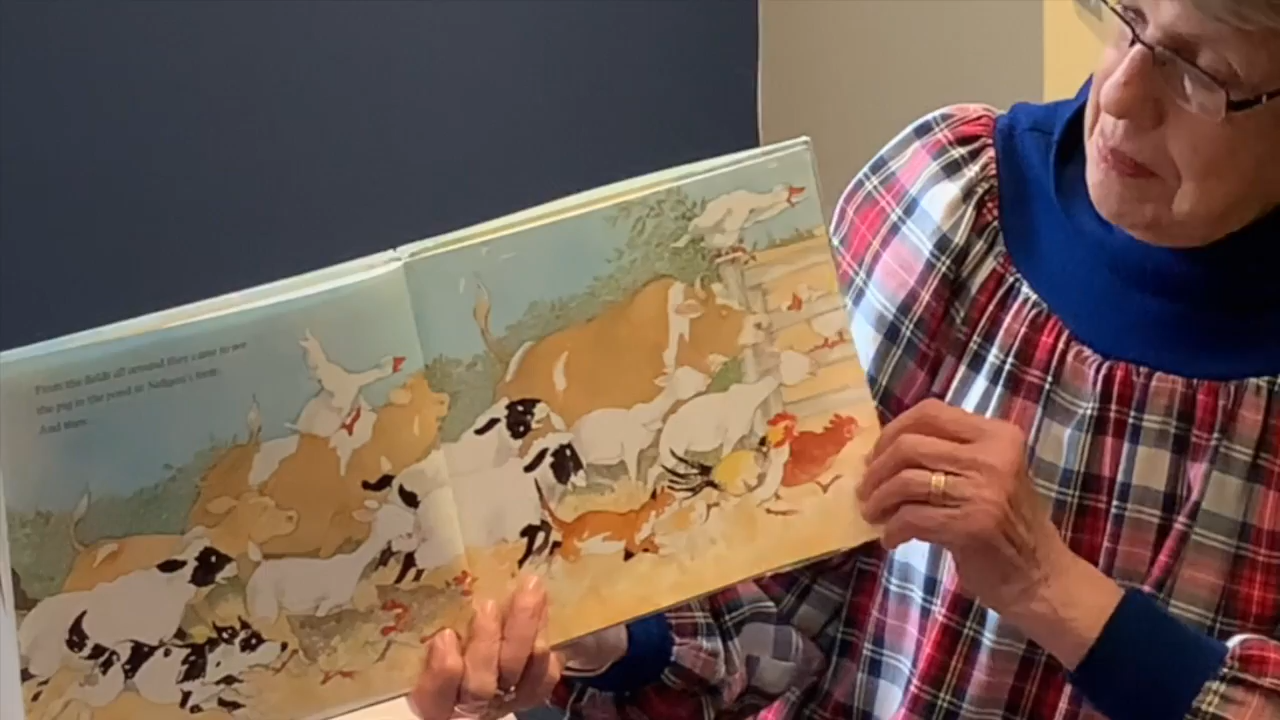 From the fields all around they came to see
the pig in the pond at Neligan's farm.
And then...